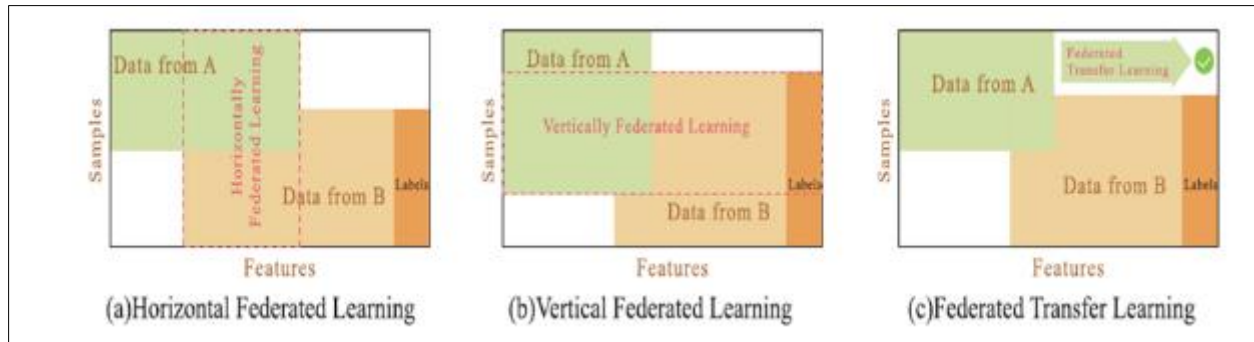 Samples
Data from A
Horizontally
Federated Learning
Data from B
Labels
Features
(a)Horizontal Federated Learning
Samples
Data from A
Vertically Federated Learning
Data from B
Labels
Features
(b)Vertical Federated Learning
Samples
Data from A
Federated
Transfer Learning
Data from B
Labels
Features
(c)Federated Transfer Learning